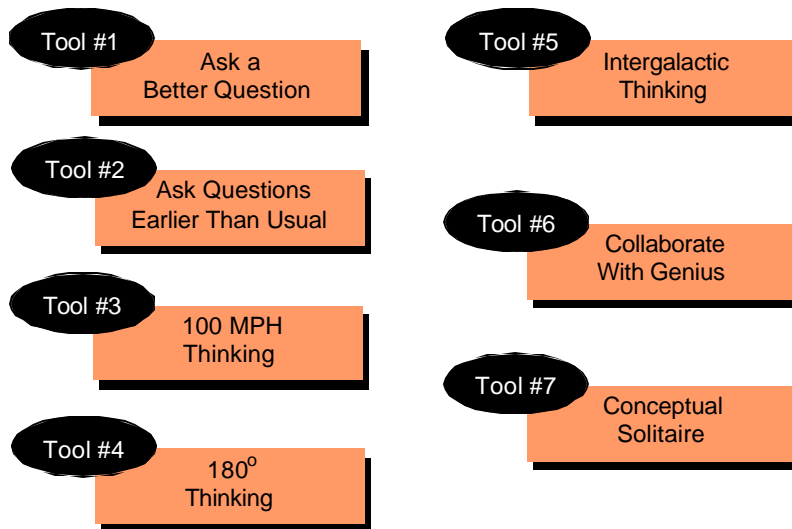 Tool #1
Ask a
Better Question
Tool #2
Ask Questions
Earlier Than Usual
Tool #3
100 MPH
Thinking
Tool #4
180º
Thinking
Tool #5
Intergalactic
Thinking
Tool #6
Collaborate
With Genius
Tool #7
Conceptual
Solitaire